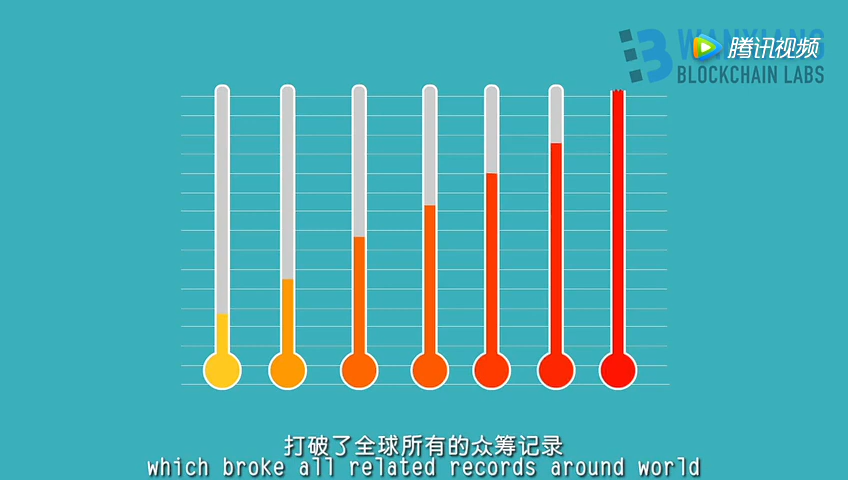 WANXIANG
腾讯视频
BLOCKCHAIN LABS
打破了全球所有的众筹记录
which broke all related records around world